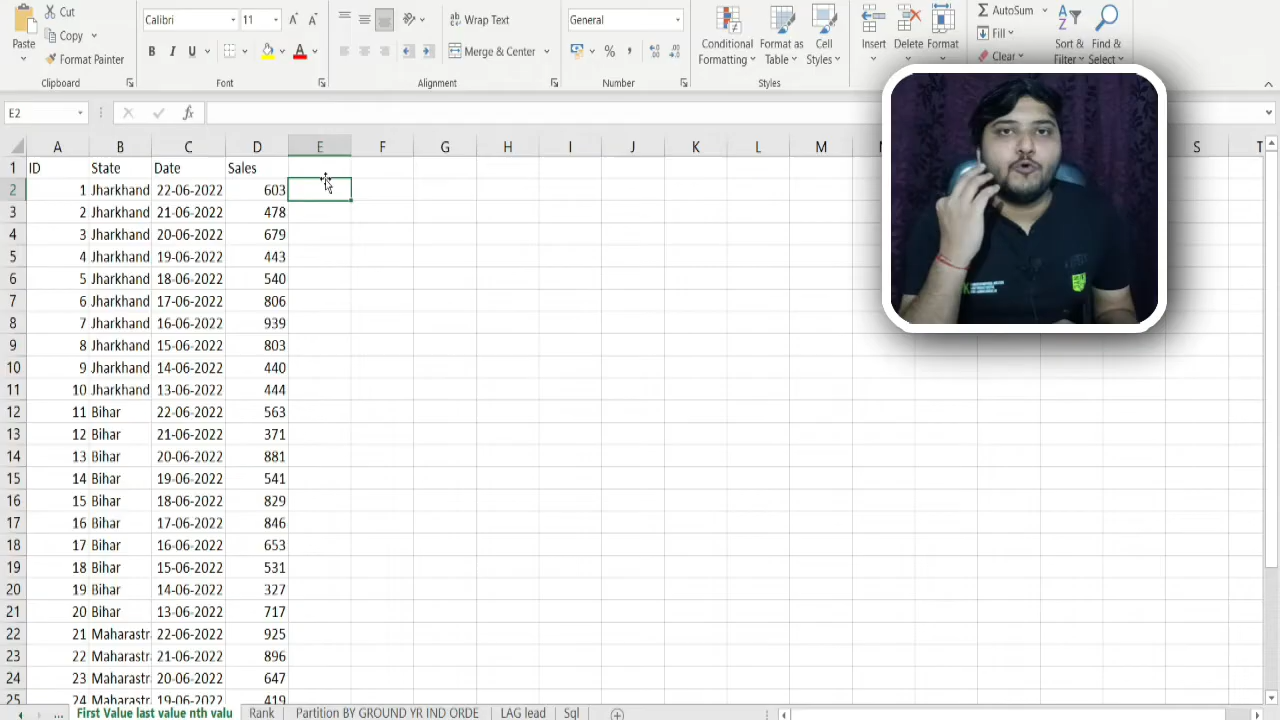 Cut
Copy
Format Painter
Paste
Clipboard
Calibri 11
B I U
A
Font
Wrap Text
Merge & Center
Alignment
General
%
Number
Conditional Formatting
Format as Table
Cell Styles
Styles
Insert
Delete
Format
AutoSum
Fill
Clear
Sort & Filter
Find & Select
E2 fx
A B C D E F G H I J K L M S T
1 ID State Date Sales
2 1 Jharkhand 22-06-2022 603
3 2 Jharkhand 21-06-2022 478
4 3 Jharkhand 20-06-2022 679
5 4 Jharkhand 19-06-2022 443
6 5 Jharkhand 18-06-2022 540
7 6 Jharkhand 17-06-2022
8 7 Jharkhand 16-06-2022 939
9 8 Jharkhand 15-06-2022 803
10 9 Jharkhand 14-06-2022 440
11 10 Jharkhand 13-06-2022 444
12 11 Bihar 22-06-2022 563
13 12 Bihar 21-06-2022 371
14 13 Bihar 20-06-2022 881
15 14 Bihar 19-06-2022 541
16 15 Bihar 18-06-2022 829
17 16 Bihar 17-06-2022 846
18 17 Bihar 16-06-2022 653
19 18 Bihar 15-06-2022 531
20 19 Bihar 14-06-2022 327
21 20 Bihar 13-06-2022 717
22 21 Maharastr 22-06-2022 925
23 22 Maharastr 21-06-2022 896
24 23 Maharastr 20-06-2022 647
25 24 Maharastr 19-06-2022 419
... First Value last value nth valu Rank Partition BY GROUND YR IND ORDE LAG lead Sql